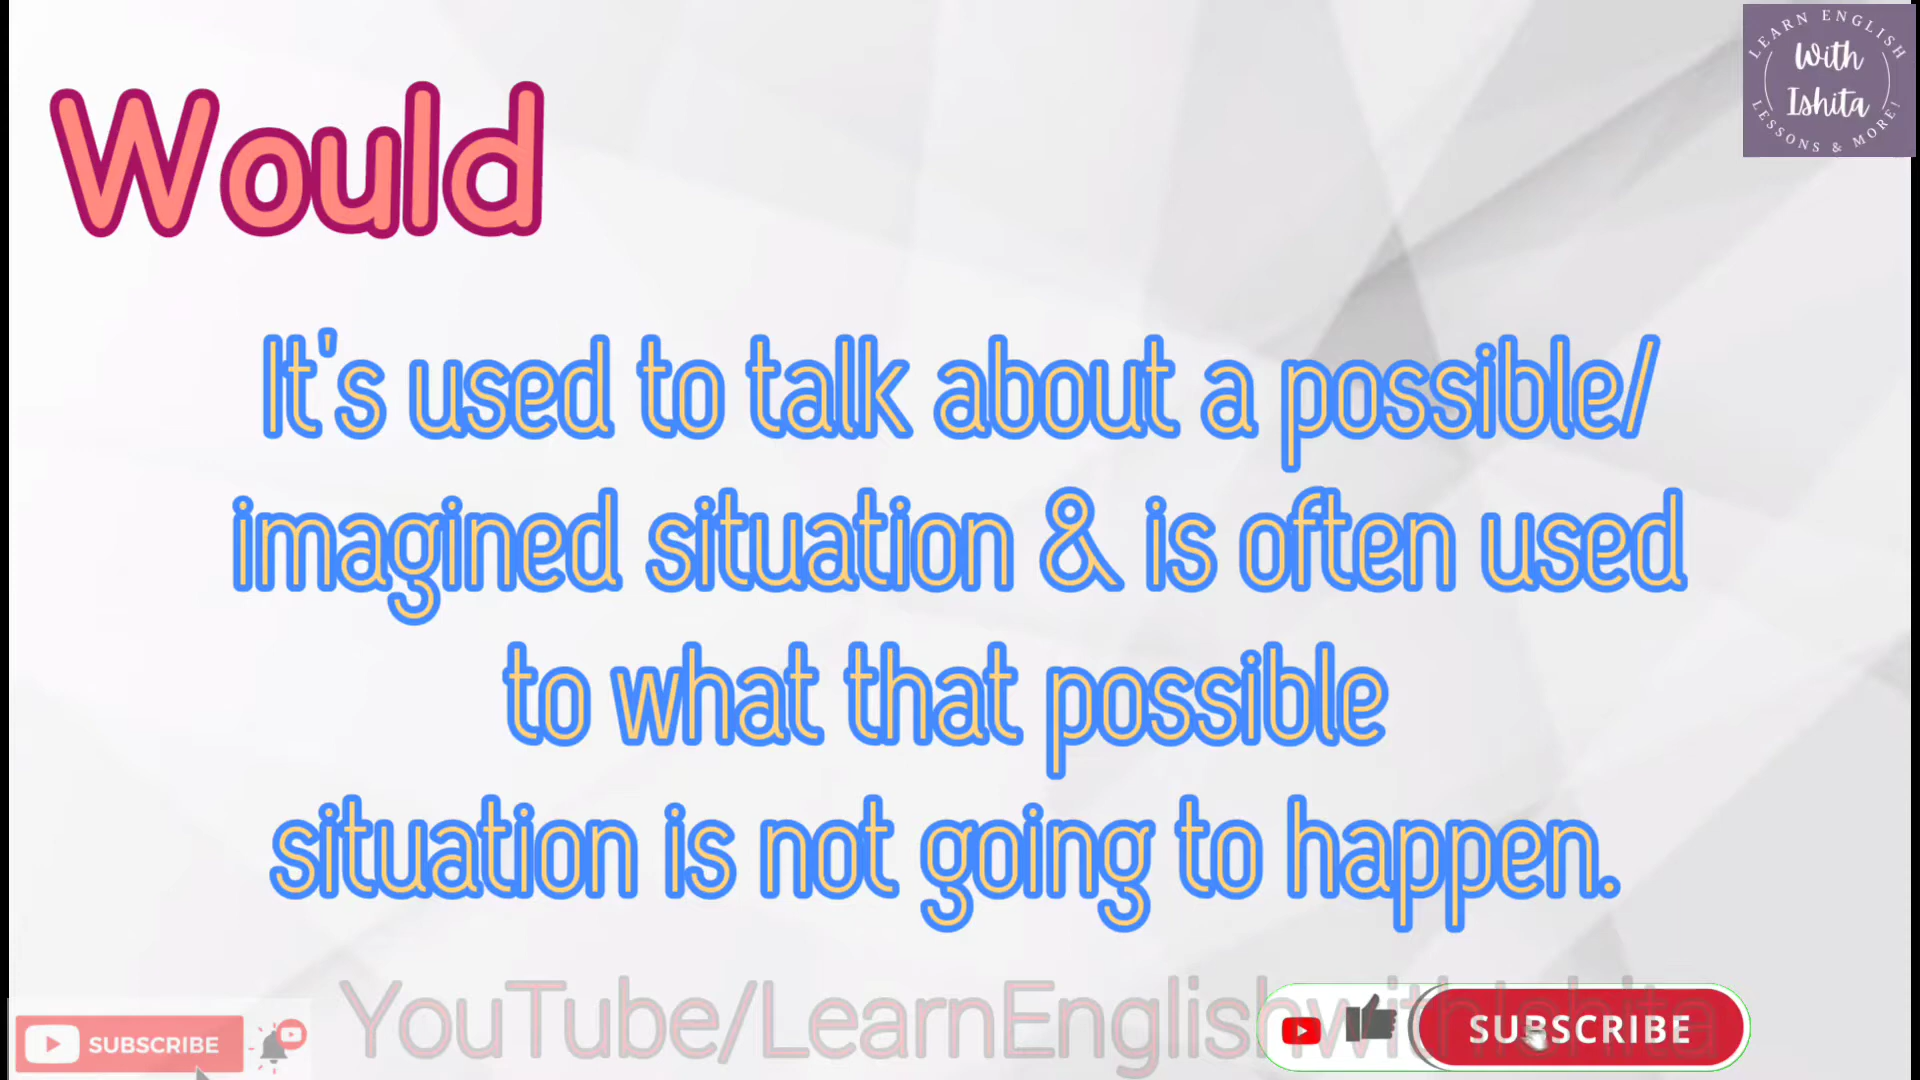 LEARN ENGLISH
With
Ishita
LESSONS & MORE!
Would
It's used to talk about a possible/
imagined situation & is often used
to what that possible
situation is not going to happen.
YouTube/LearnEnglishwithIshita
SUBSCRIBE
SUBSCRIBE